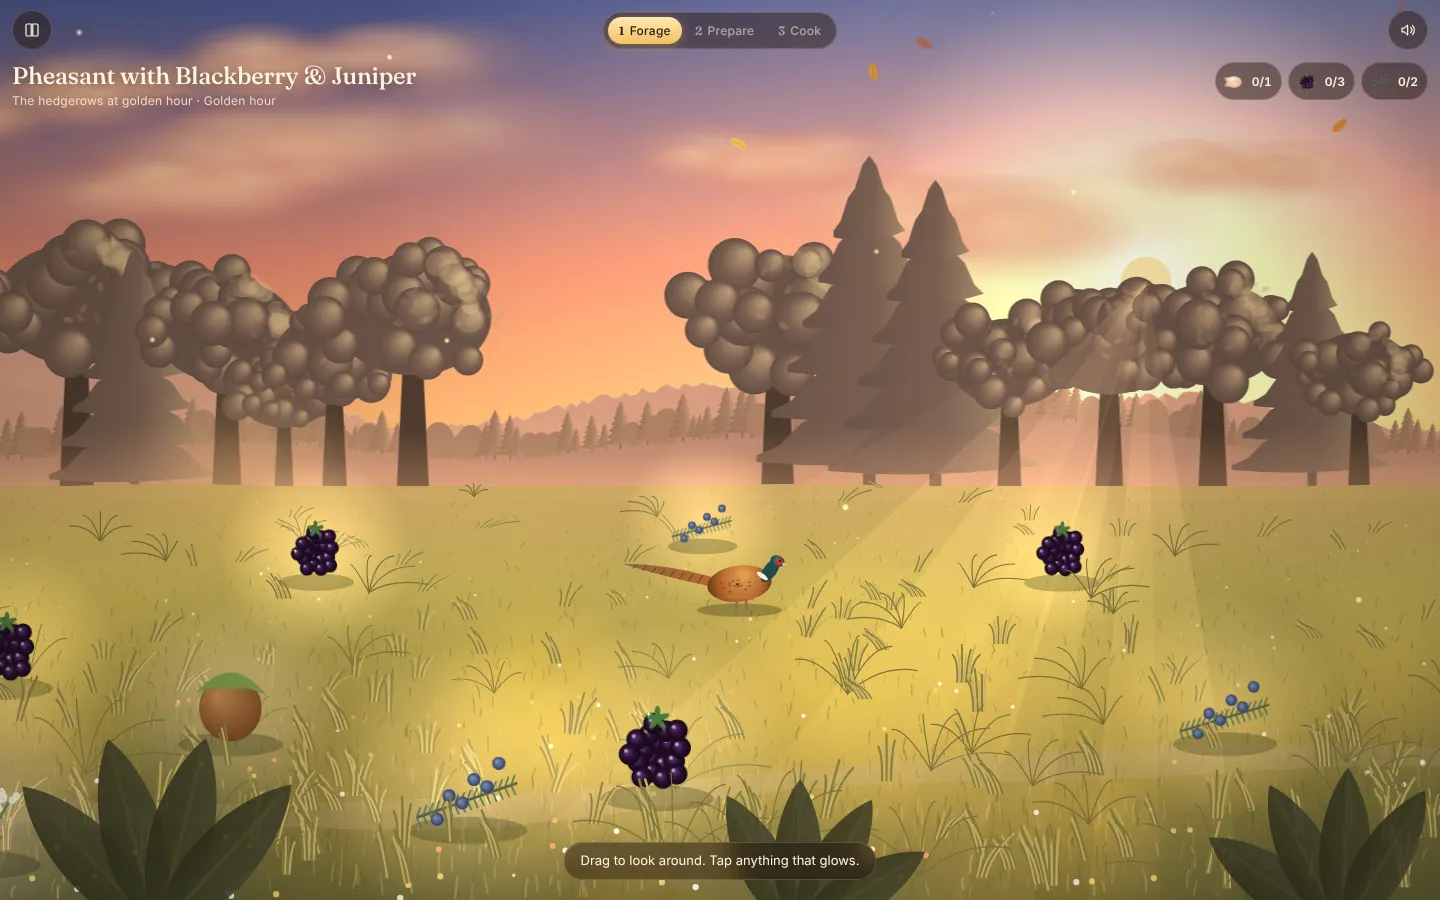 1 Forage 2 Prepare 3 Cook
Pheasant with Blackberry & Juniper
The hedgerows at golden hour · Golden hour
0/1 0/3 0/2
Drag to look around. Tap anything that glows.